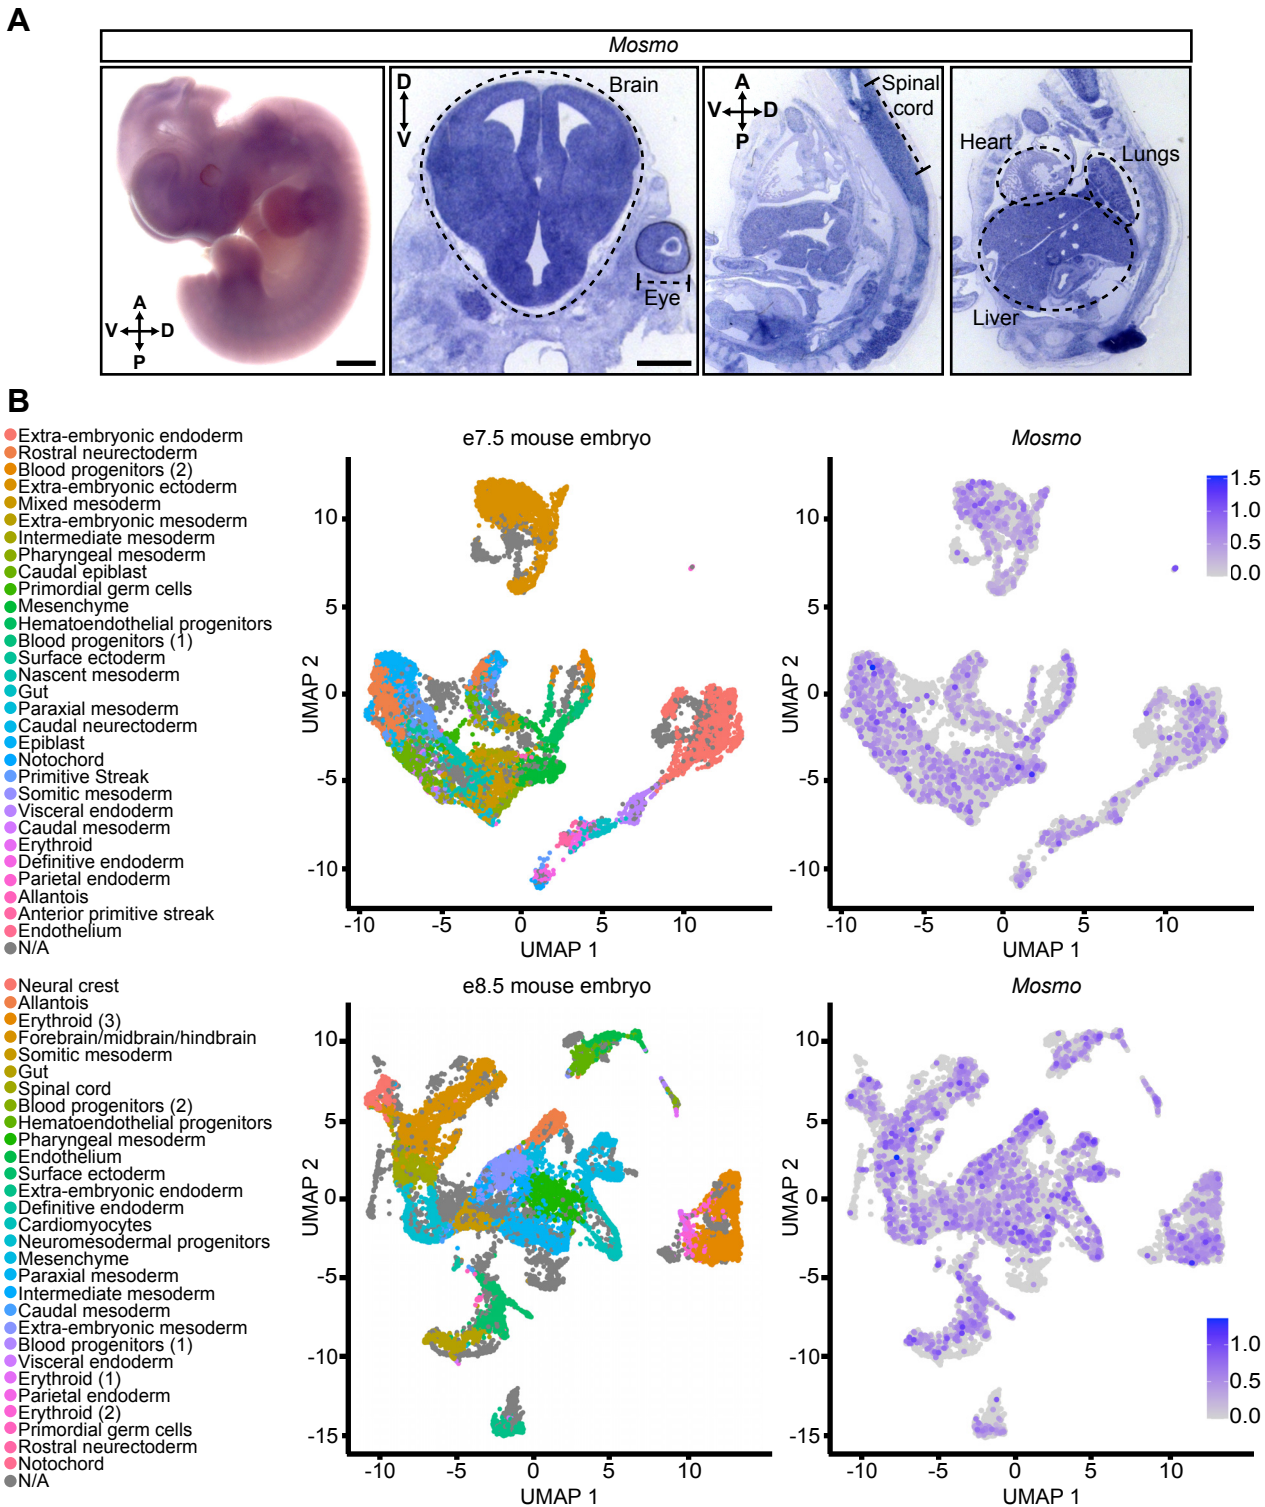 A
Mosmo
A
V D
P
D
V
Brain
Eye
A
V D
P
Spinal
cord
Heart
Lungs
Liver
B
Extra-embryonic endoderm
Rostral neurectoderm
Blood progenitors (2)
Extra-embryonic ectoderm
Mixed mesoderm
Extra-embryonic mesoderm
Intermediate mesoderm
Pharyngeal mesoderm
Caudal epiblast
Primordial germ cells
Mesenchyme
Hematoendothelial progenitors
Blood progenitors (1)
Surface ectoderm
Nascent mesoderm
Gut
Paraxial mesoderm
Caudal neurectoderm
Epiblast
Notochord
Primitive Streak
Somitic mesoderm
Visceral endoderm
Caudal mesoderm
Erythroid
Definitive endoderm
Parietal endoderm
Allantois
Anterior primitive streak
Endothelium
N/A
e7.5 mouse embryo
10
5
0
-5
-10
UMAP 2
-10 -5 0 5 10
UMAP 1
Mosmo
1.5
1.0
0.5
0.0
10
5
0
-5
-10
UMAP 2
-10 -5 0 5 10
UMAP 1
Neural crest
Allantois
Erythroid (3)
Forebrain/midbrain/hindbrain
Somitic mesoderm
Gut
Spinal cord
Blood progenitors (2)
Hematoendothelial progenitors
Pharyngeal mesoderm
Endothelium
Surface ectoderm
Extra-embryonic endoderm
Definitive endoderm
Cardiomyocytes
Neuromesodermal progenitors
Mesenchyme
Paraxial mesoderm
Intermediate mesoderm
Caudal mesoderm
Extra-embryonic mesoderm
Blood progenitors (1)
Visceral endoderm
Erythroid (1)
Parietal endoderm
Erythroid (2)
Primordial germ cells
Rostral neurectoderm
Notochord
N/A
e8.5 mouse embryo
10
5
0
-5
-10
-15
UMAP 2
-10 -5 0 5 10
UMAP 1
Mosmo
10
5
0
-5
-10
-15
UMAP 2
1.0
0.5
0.0
-10 -5 0 5 10
UMAP 1